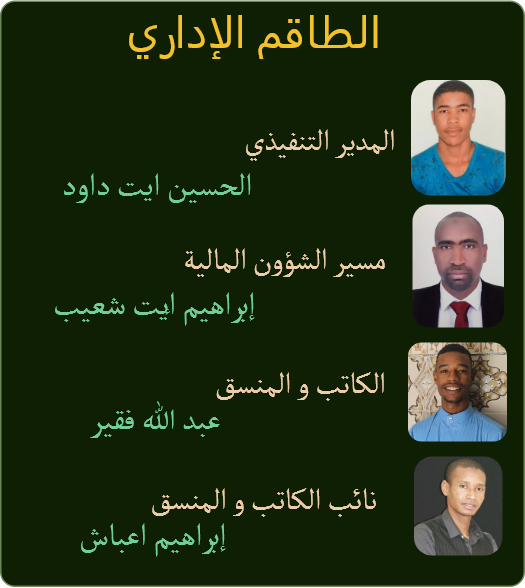 الطاقم الإداري
المدير التنفيذي
الحسين ايت داود
مسير الشؤون المالية
إبراهيم ايت شعيب
الكاتب و المنسق
عبد الله فقير
نائب الكاتب و المنسق
إبراهيم اعباش